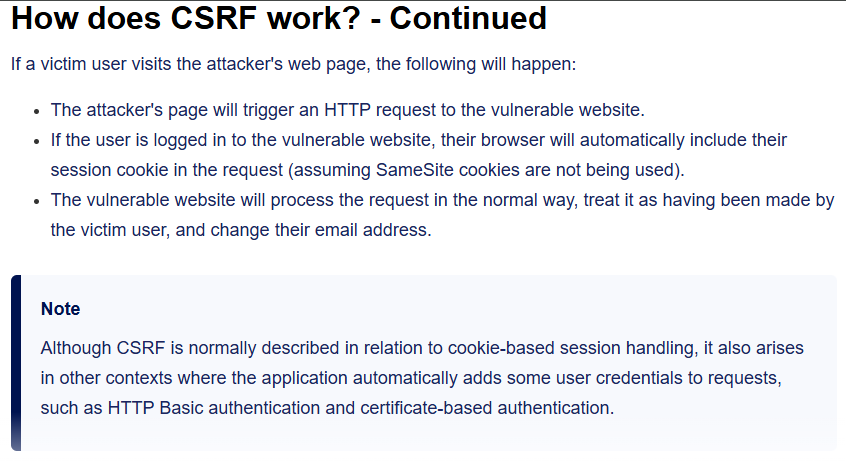 How does CSRF work? - Continued
If a victim user visits the attacker's web page, the following will happen:
• The attacker's page will trigger an HTTP request to the vulnerable website.
• If the user is logged in to the vulnerable website, their browser will automatically include their
session cookie in the request (assuming SameSite cookies are not being used).
• The vulnerable website will process the request in the normal way, treat it as having been made by
the victim user, and change their email address.
Note
Although CSRF is normally described in relation to cookie-based session handling, it also arises
in other contexts where the application automatically adds some user credentials to requests,
such as HTTP Basic authentication and certificate-based authentication.